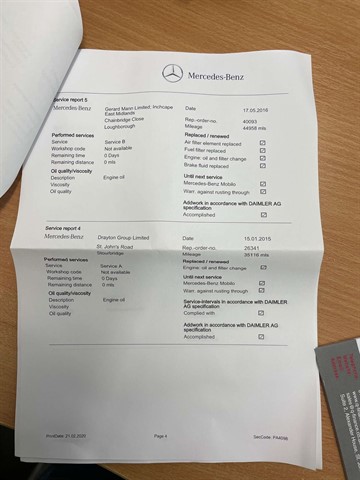 Mercedes-Benz
Service report 5
Mercedes-Benz
Gerard Mann Limited; Inchcape
East Midlands
Chainbridge Close
Loughborough
Date 17.05.2016
Rep.-order-no. 40093
Mileage 44958 mls
Performed services
Service Service B
Workshop code Not available
Remaining time 0 Days
Remaining distance 0 mls
Oil quality/viscosity
Description Engine oil
Viscosity
Oil quality
Replaced / renewed
Air filter element replaced
Fuel filter replaced
Engine: oil and filter change
Brake fluid replaced
Until next service
Mercedes-Benz Mobilo
Warr. against rusting through
Addwork in accordance with DAIMLER AG
specification
Accomplished
Service report 4
Mercedes-Benz
Drayton Group Limited
St. John's Road
Stourbridge
Date 15.01.2015
Rep.-order-no. 26341
Mileage 35116 mls
Performed services
Service Service A
Workshop code Not available
Remaining time 0 Days
Remaining distance 0 mls
Oil quality/viscosity
Description Engine oil
Viscosity
Oil quality
Replaced / renewed
Engine: oil and filter change
Until next service
Mercedes-Benz Mobilo
Warr. against rusting through
Service-intervals in accordance with DAIMLER
AG specification
Complied with
Addwork in accordance with DAIMLER AG
specification
Accomplished
Page 4